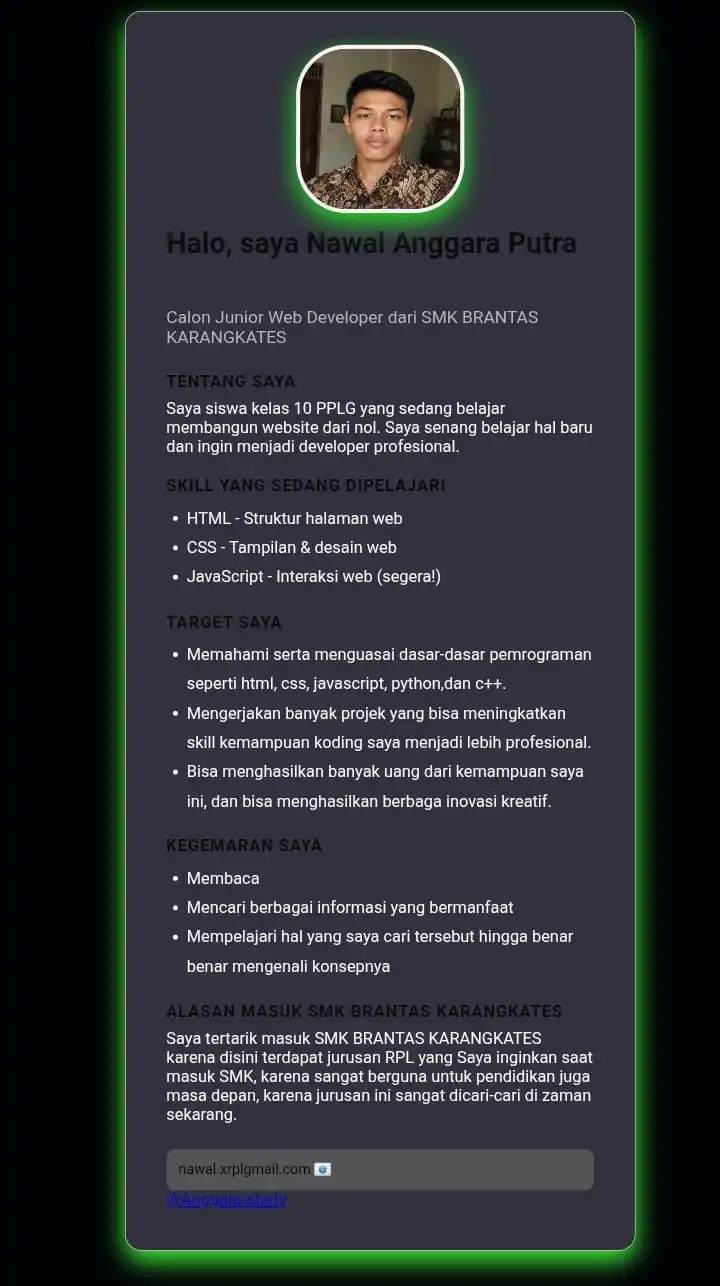 Halo, saya Nawal Anggara Putra
Calon Junior Web Developer dari SMK BRANTAS
KARANGKATES
TENTANG SAYA
Saya siswa kelas 10 PPLG yang sedang belajar
membangun website dari nol. Saya senang belajar hal baru
dan ingin menjadi developer profesional.
SKILL YANG SEDANG DIPELAJARI
• HTML - Struktur halaman web
• CSS - Tampilan & desain web
• JavaScript - Interaksi web (segera!)
TARGET SAYA
• Memahami serta menguasai dasar-dasar pemrograman
seperti html, css, javascript, python,dan c++.
• Mengerjakan banyak projek yang bisa meningkatkan
skill kemampuan koding saya menjadi lebih profesional.
• Bisa menghasilkan banyak uang dari kemampuan saya
ini, dan bisa menghasilkan berbaga inovasi kreatif.
KEGEMARAN SAYA
• Membaca
• Mencari berbagai informasi yang bermanfaat
• Mempelajari hal yang saya cari tersebut hingga benar
benar mengenali konsepnya
ALASAN MASUK SMK BRANTAS KARANGKATES
Saya tertarik masuk SMK BRANTAS KARANGKATES
karena disini terdapat jurusan RPL yang Saya inginkan saat
masuk SMK, karena sangat berguna untuk pendidikan juga
masa depan, karena jurusan ini sangat dicari-cari di zaman
sekarang.
nawal.xrplgmail.com 📧
@Anggara-stady